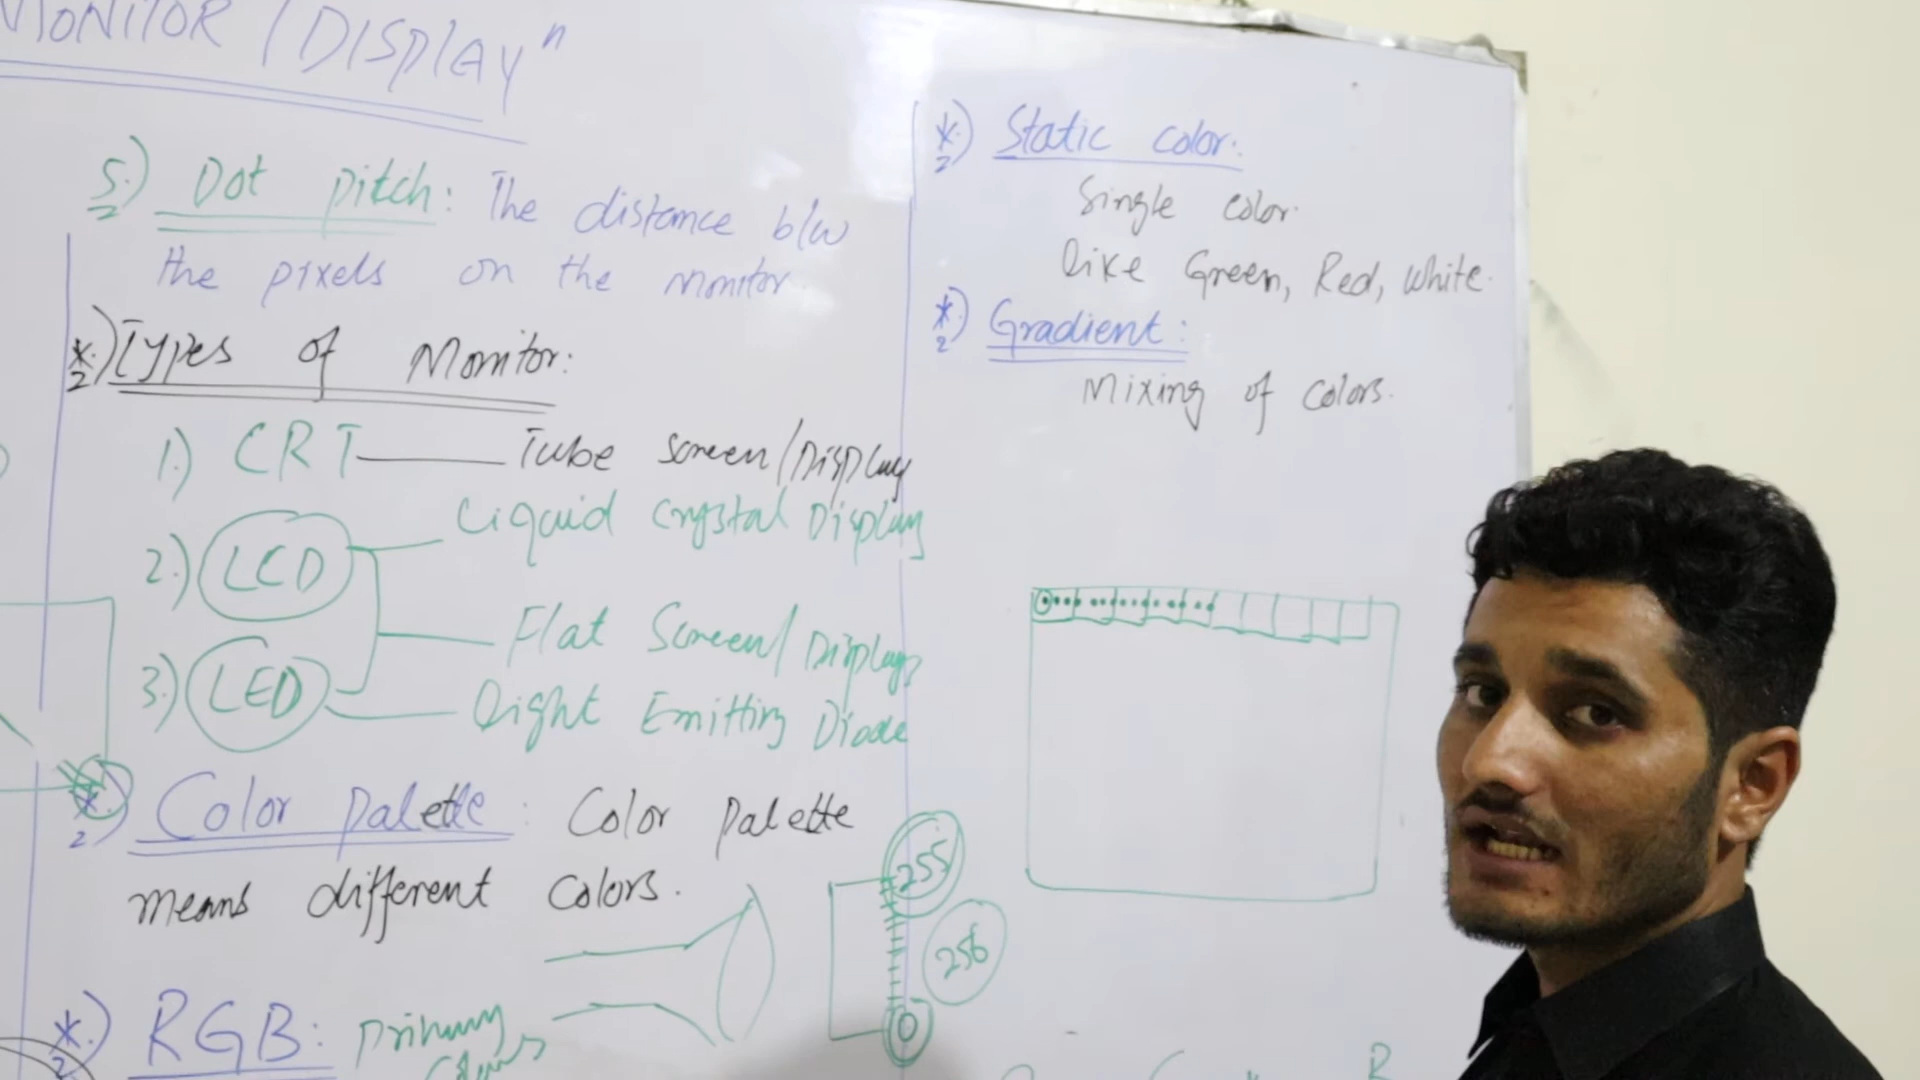 MONITOR / DISPLAY"
5.) Dot pitch: The distance b/w
the pixels on the monitor.
*) Types of Monitor:
1.) CRT — Tube screen/Display
Liquid crystal Display
2.) LCD
Flat Screen/Displays
3.) LED
Light Emitting Diode
*) Color palette: Color palette
means different colors.
255
256
0
*) RGB: primary
colors
*) Static color.
Single color.
like Green, Red, White.
*) Gradient:
Mixing of colors.
R